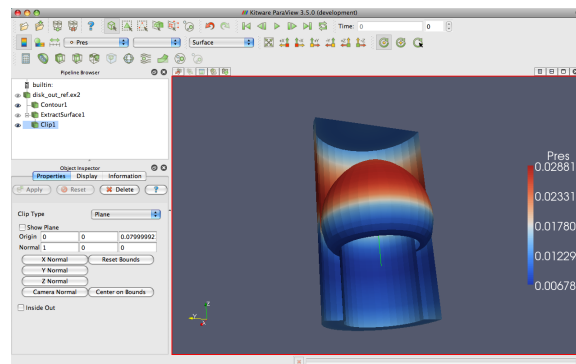 Kitware ParaView 3.5.0 (development)
Time: 0 0
Pres Surface
Pipeline Browser
builtin:
disk_out_ref.ex2
Contour1
ExtractSurface1
Clip1
Object Inspector
Properties Display Information
Apply Reset Delete ?
Clip Type Plane
Show Plane
Origin 0 0 0.07999992
Normal 1 0 0
X Normal Reset Bounds
Y Normal
Z Normal
Camera Normal Center on Bounds
Inside Out
Pres
0.02881
0.02331
0.01780
0.01229
0.00678
Z
Y
X